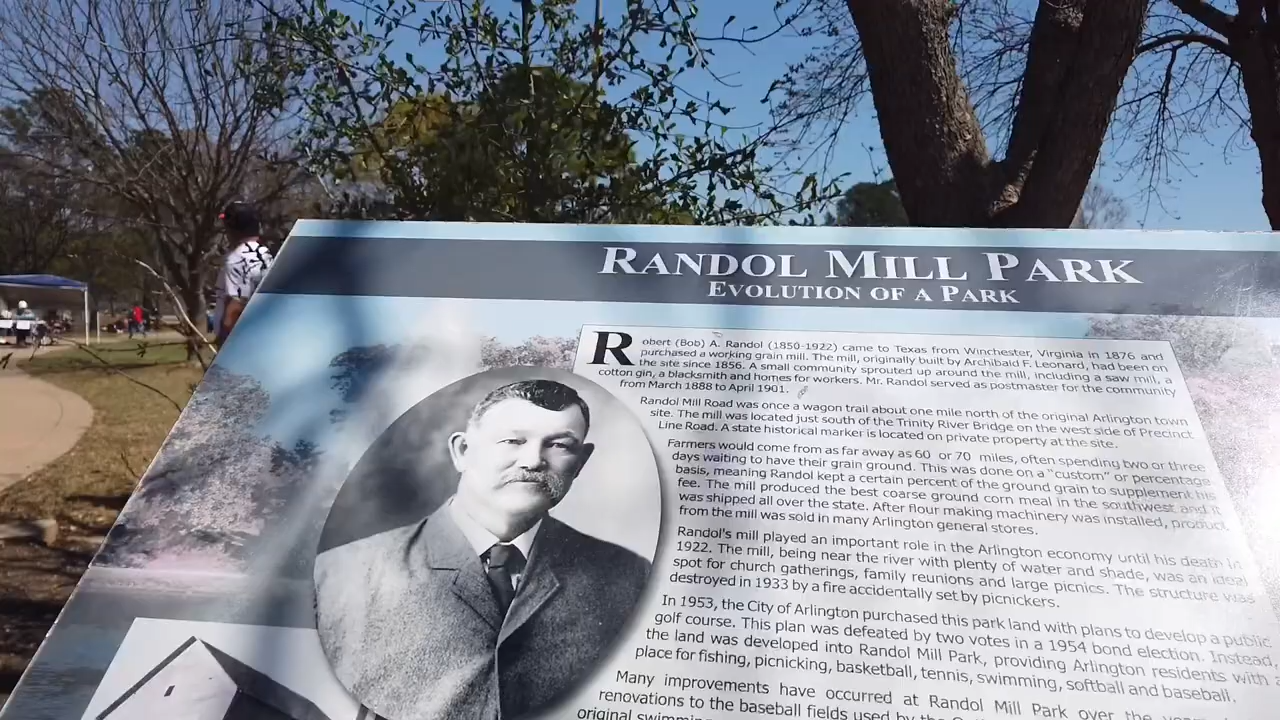 RANDOL MILL PARK
EVOLUTION OF A PARK
Robert (Bob) A. Randol (1850-1922) came to Texas from Winchester, Virginia in 1876 and
purchased a working grain mill. The mill, originally built by Archibald F. Leonard, had been on
the site since 1856. A small community sprouted up around the mill, including a saw mill, a
cotton gin, a blacksmith and homes for workers. Mr. Randol served as postmaster for the community
from March 1888 to April 1901.
Randol Mill Road was once a wagon trail about one mile north of the original Arlington town
site. The mill was located just south of the Trinity River Bridge on the west side of Precinct
Line Road. A state historical marker is located on private property at the site.
Farmers would come from as far away as 60 or 70 miles, often spending two or three
days waiting to have their grain ground. This was done on a "custom" or percentage
basis, meaning Randol kept a certain percent of the ground grain to supplement his
fee. The mill produced the best coarse ground corn meal in the southwest and it
was shipped all over the state. After flour making machinery was installed, product
from the mill was sold in many Arlington general stores.
Randol's mill played an important role in the Arlington economy until his death in
1922. The mill, being near the river with plenty of water and shade, was an ideal
spot for church gatherings, family reunions and large picnics. The structure was
destroyed in 1933 by a fire accidentally set by picnickers.
In 1953, the City of Arlington purchased this park land with plans to develop a public
golf course. This plan was defeated by two votes in a 1954 bond election. Instead,
the land was developed into Randol Mill Park, providing Arlington residents with a
place for fishing, picnicking, basketball, tennis, swimming, softball and baseball.
Many improvements have occurred at Randol Mill Park over the
renovations to the baseball fields used by the
original